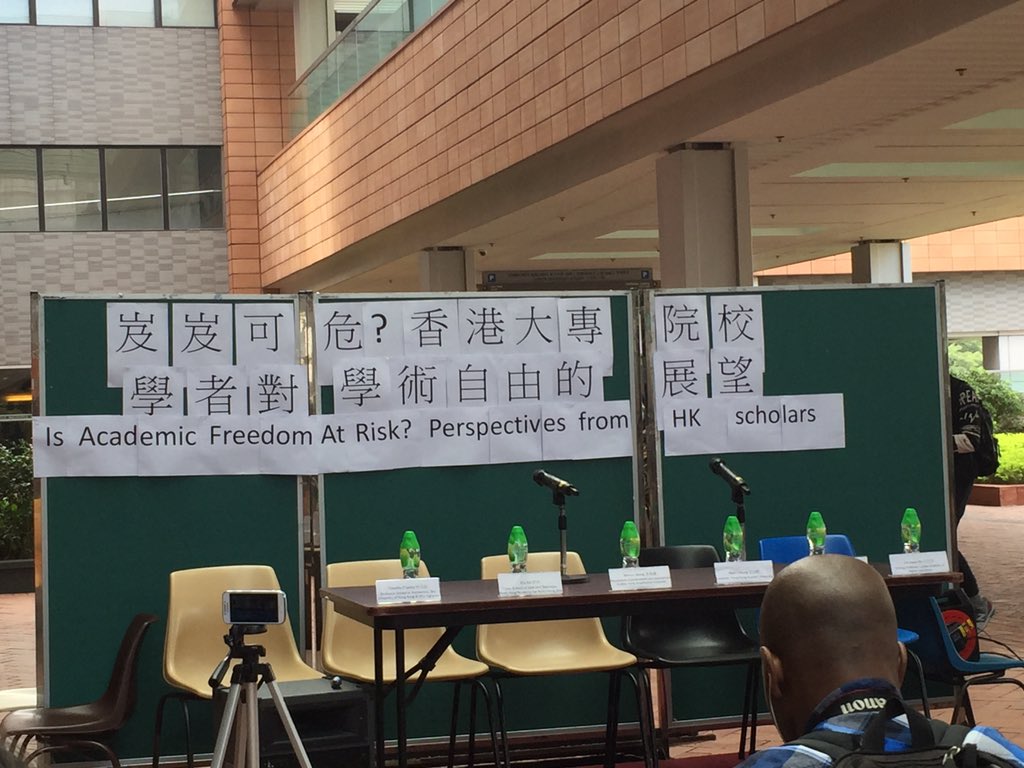 岌岌可危?香港大專院校
學者對學術自由的展望
Is Academic Freedom At Risk? Perspectives from HK scholars